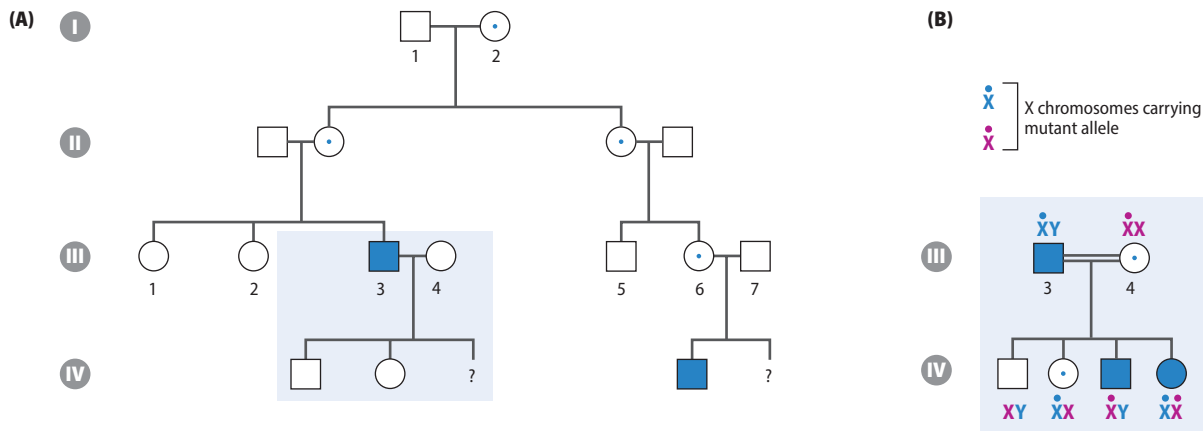 (A)
I
1
2
II
III
1
2
3
4
5
6
7
IV
?
?
(B)
X
X
X chromosomes carrying
mutant allele
XY
XX
III
3
4
IV
XY
XX
XY
XX